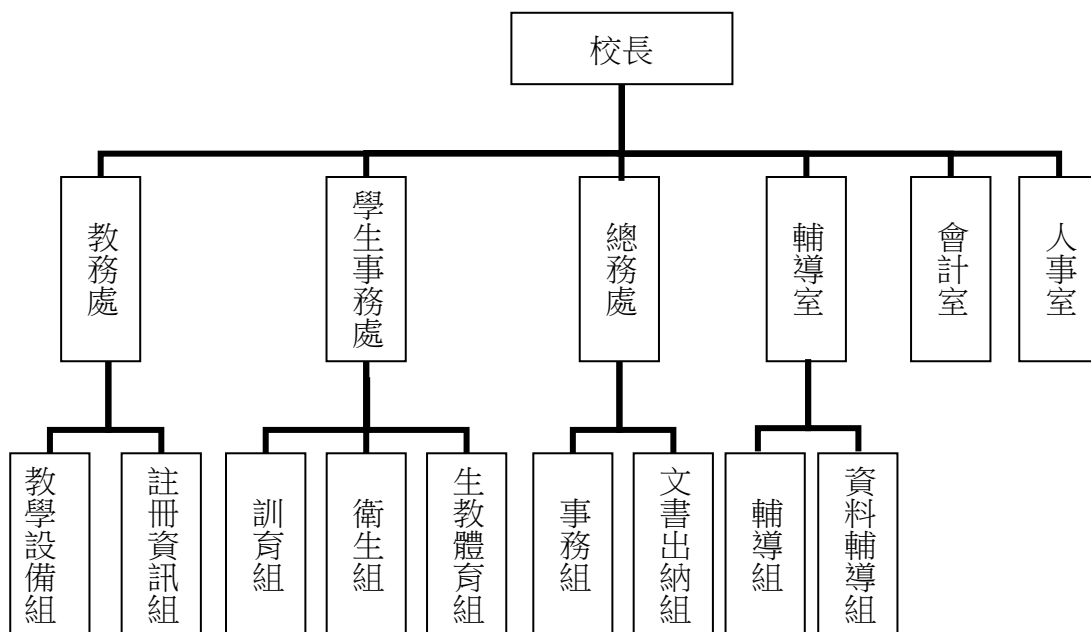 校長
教務處
學生事務處
總務處
輔導室
會計室
人事室
教學設備組
註冊資訊組
訓育組
衛生組
生教體育組
事務組
文書出納組
輔導組
資料輔導組